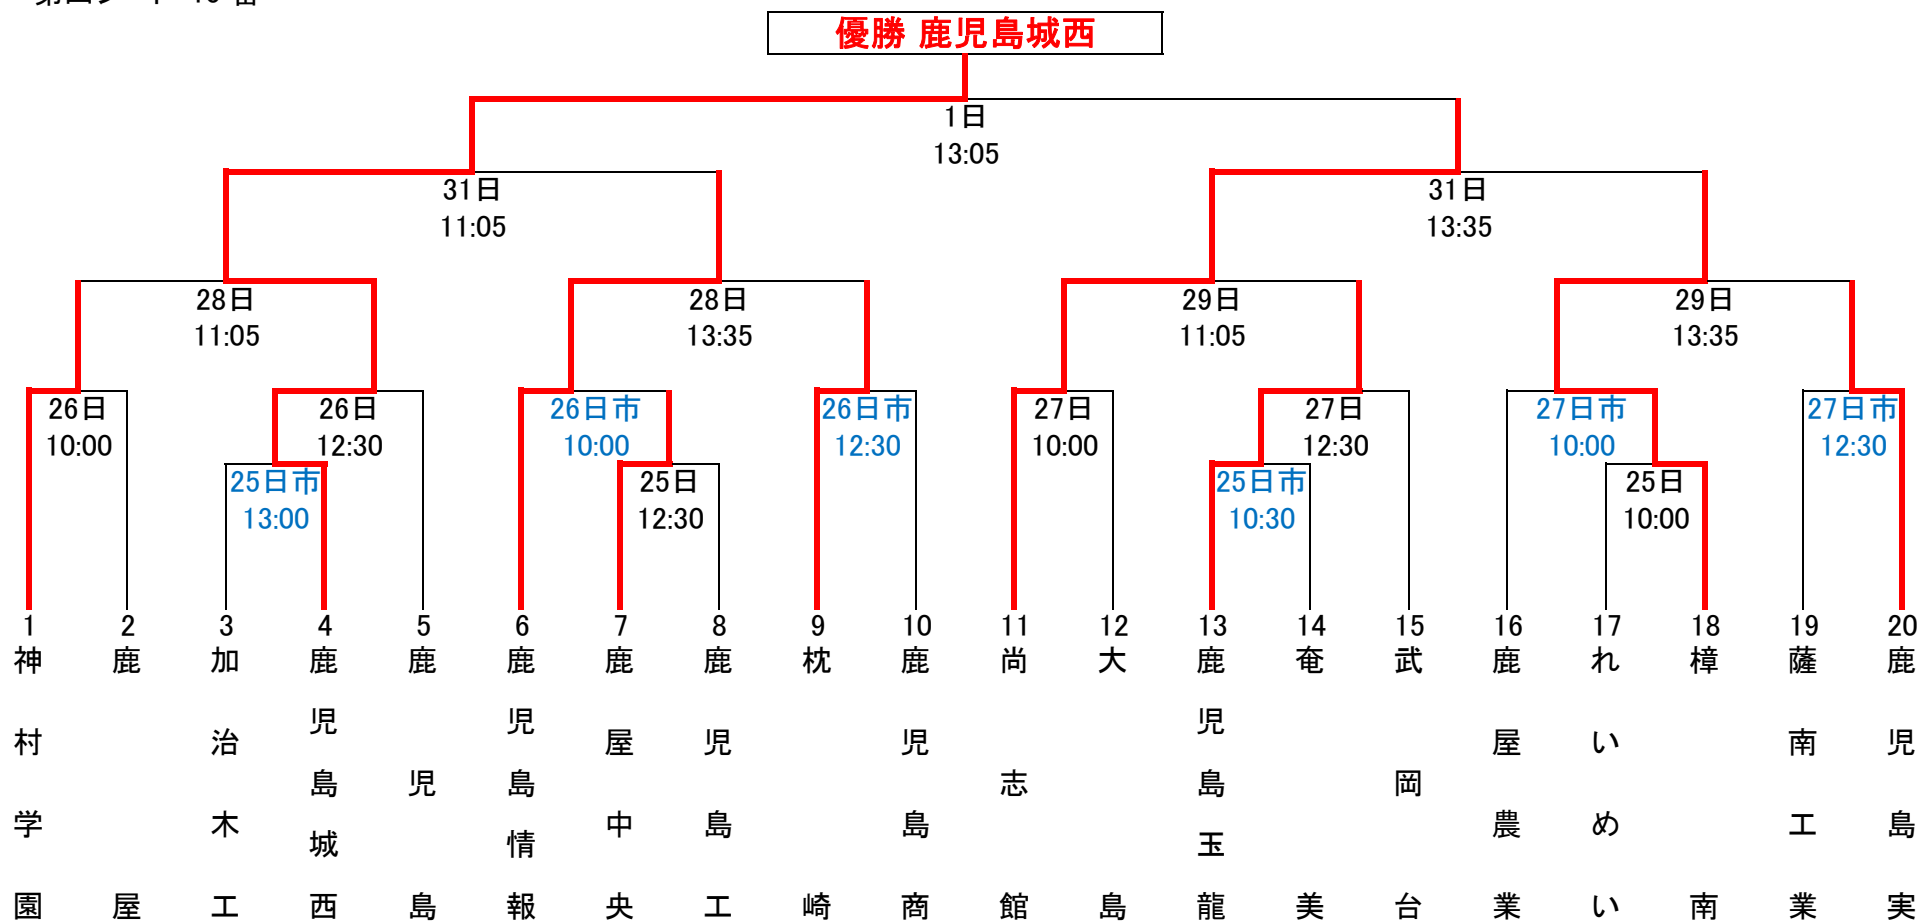 優勝 鹿児島城西
1日
13:05
31日
11:05
31日
13:35
28日
11:05
28日
13:35
29日
11:05
29日
13:35
26日
10:00
26日
12:30
26日市
10:00
26日市
12:30
27日
10:00
27日
12:30
27日市
10:00
27日市
12:30
25日市
13:00
25日
12:30
25日市
10:30
25日
10:00
1
神村学園
2
鹿屋
3
加治木工
4
鹿児島城西
5
鹿児島
6
鹿児島情報
7
鹿屋中央
8
鹿児島工
9
枕崎
10
鹿児島商
11
尚志館
12
大島
13
鹿児島玉龍
14
奄美
15
武岡台
16
鹿屋農業
17
れいめい
18
樟南
19
薩南工業
20
鹿児島実